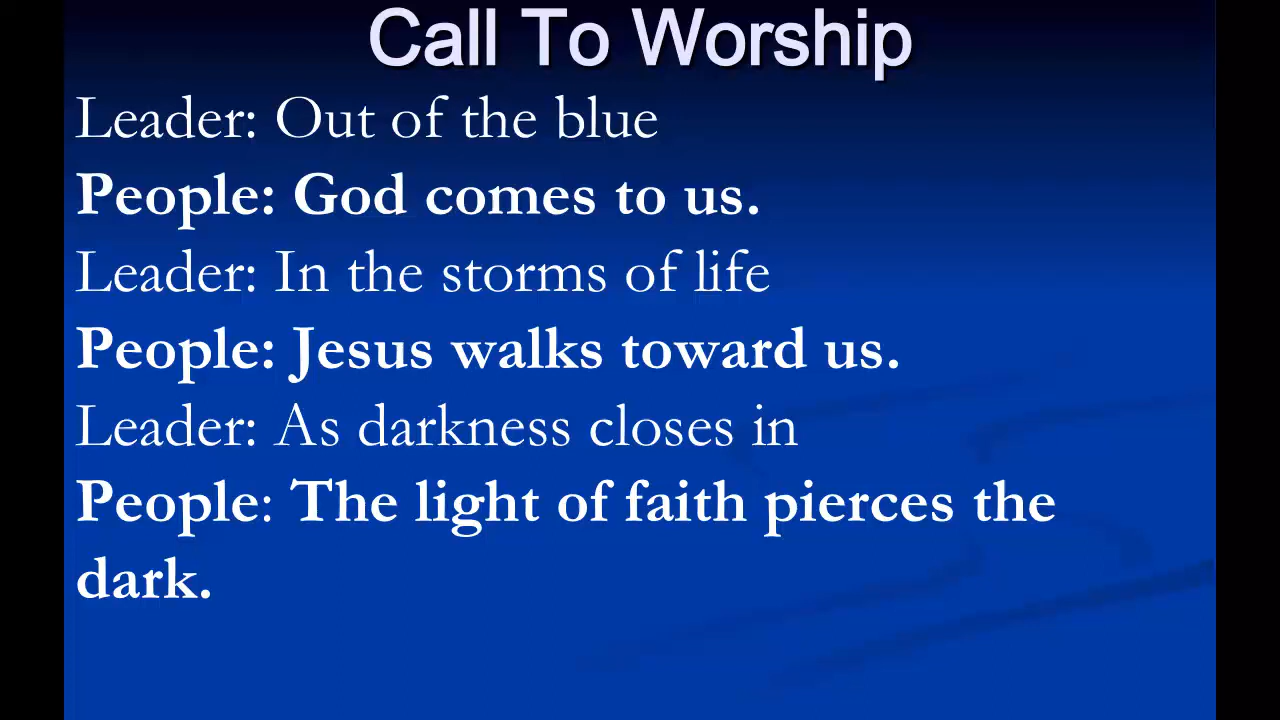 Call To Worship
Leader: Out of the blue
People: God comes to us.
Leader: In the storms of life
People: Jesus walks toward us.
Leader: As darkness closes in
People: The light of faith pierces the
dark.